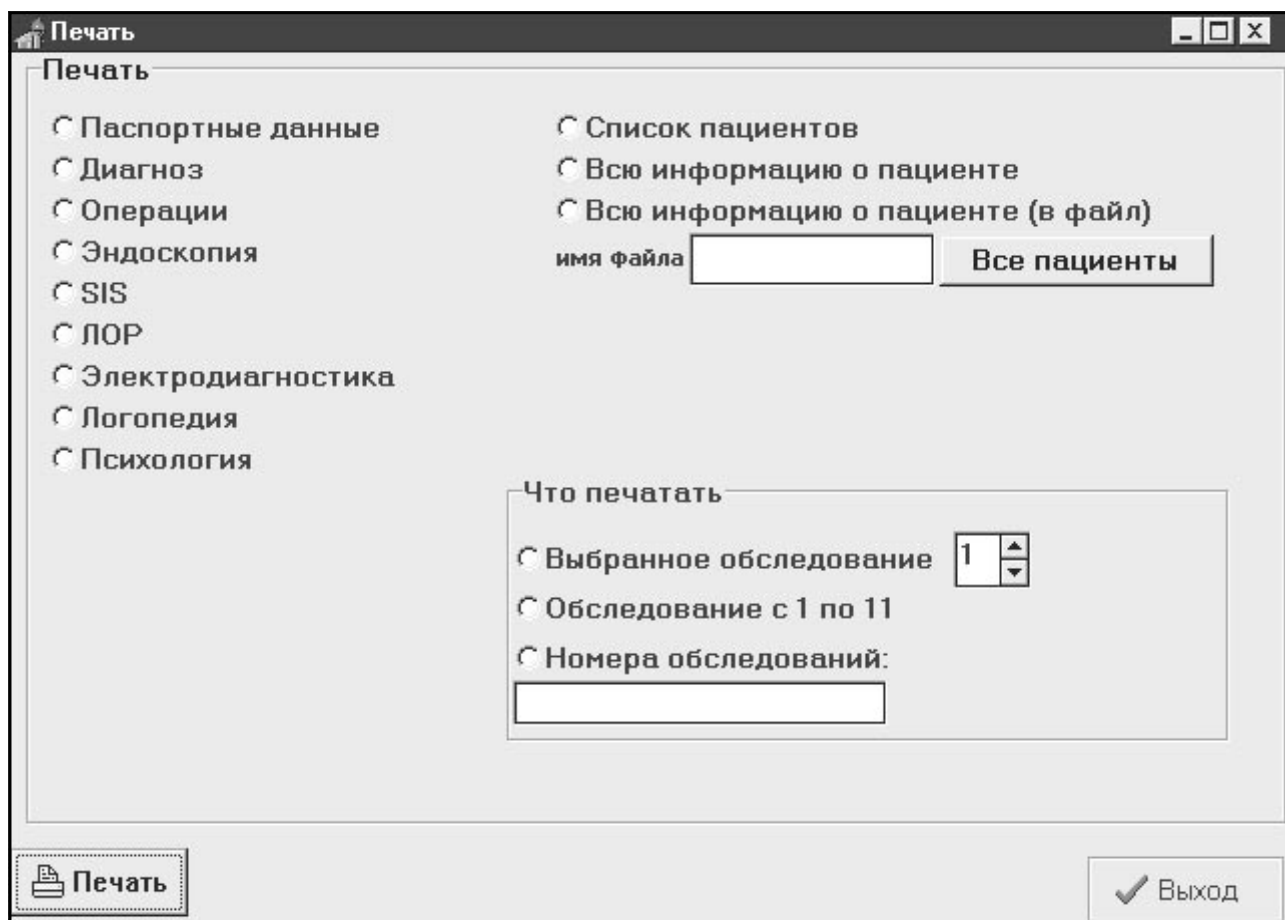 Печать
Печать
Паспортные данные
Диагноз
Операции
Эндоскопия
SIS
ЛОР
Электродиагностика
Логопедия
Психология
Список пациентов
Всю информацию о пациенте
Всю информацию о пациенте (в файл)
имя файла
Все пациенты
Что печатать
Выбранное обследование 1
Обследование с 1 по 11
Номера обследований:
Печать
Выход